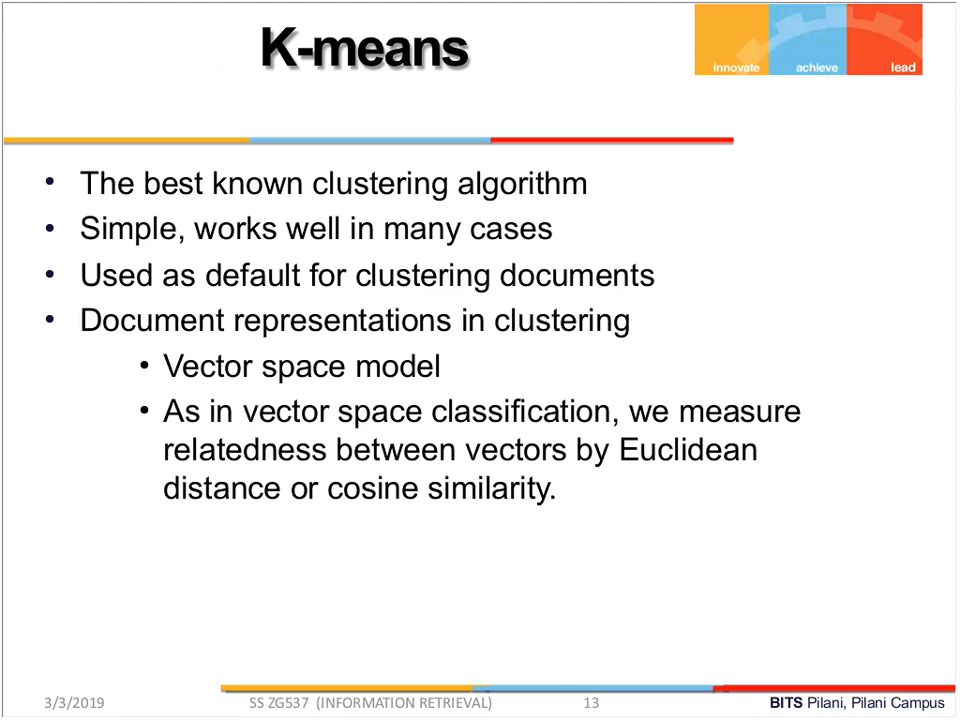 K-means
innovate achieve lead
• The best known clustering algorithm
• Simple, works well in many cases
• Used as default for clustering documents
• Document representations in clustering
• Vector space model
• As in vector space classification, we measure
relatedness between vectors by Euclidean
distance or cosine similarity.
3/3/2019 SS ZG537 (INFORMATION RETRIEVAL) 13 BITS Pilani, Pilani Campus